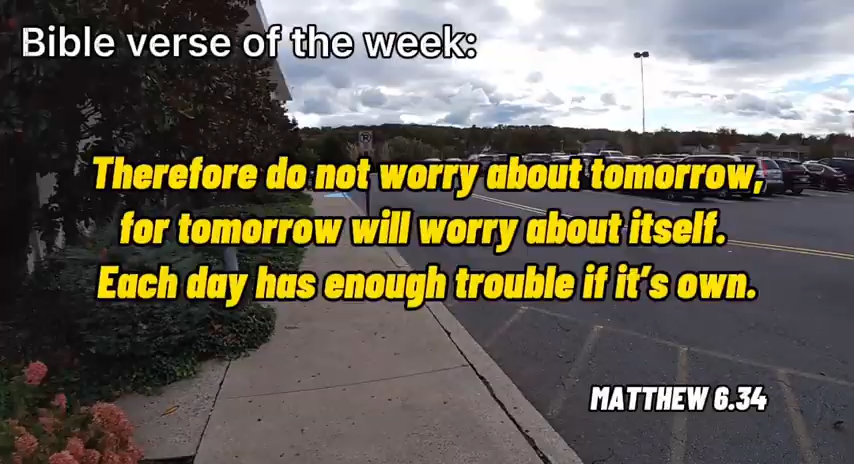 Bible verse of the week:
Therefore do not worry about tomorrow,
for tomorrow will worry about itself.
Each day has enough trouble if it's own.
MATTHEW 6.34